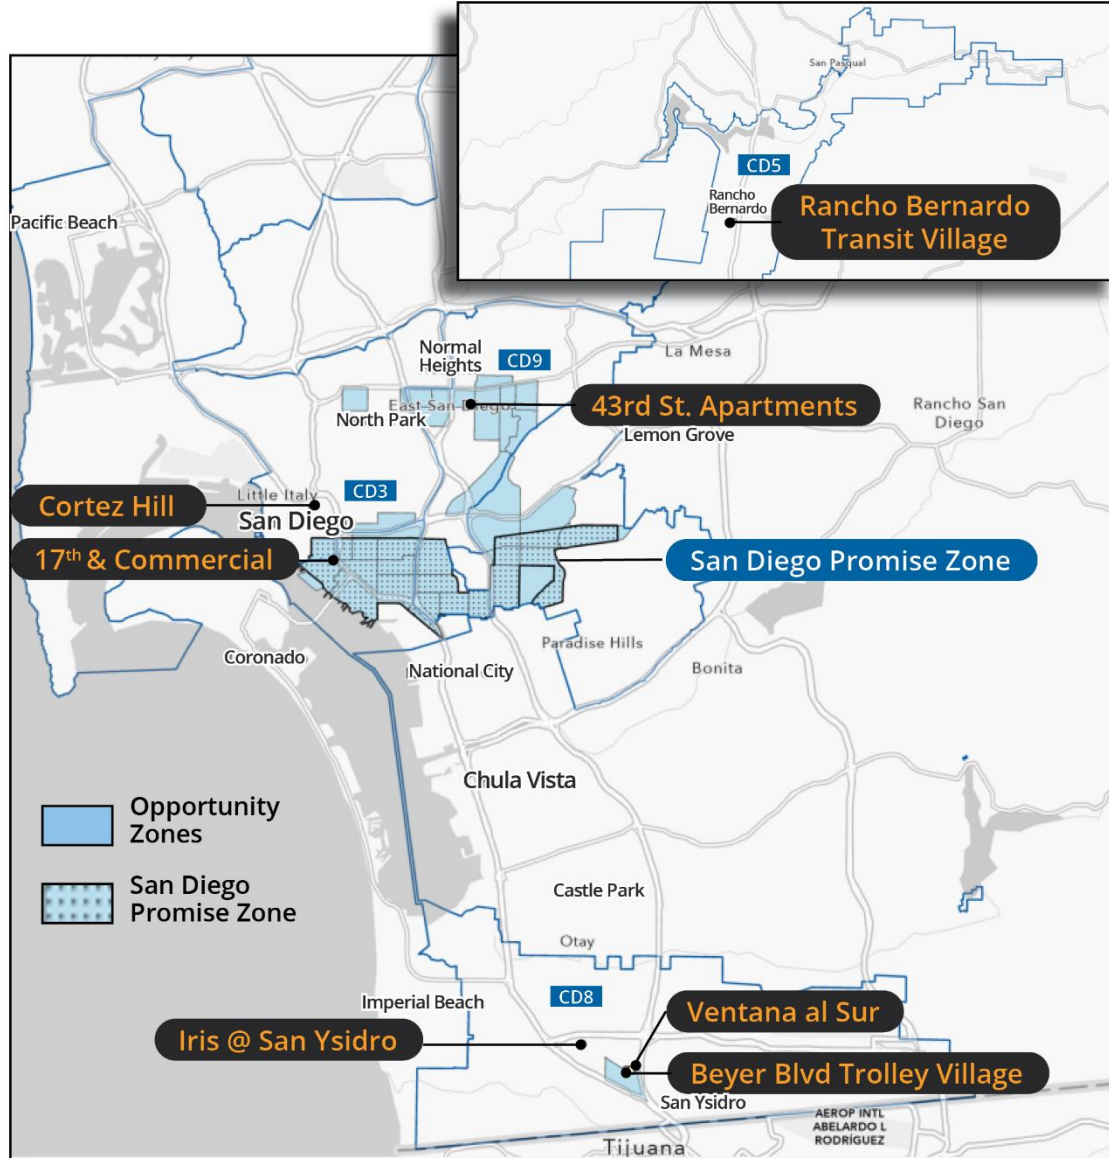 San Pasqual
CD5
Rancho
Bernardo
Rancho Bernardo
Transit Village
Pacific Beach
Normal
Heights
CD9
La Mesa
East San Diego
43rd St. Apartments
North Park
Rancho San
Diego
Lemon Grove
Little Italy
CD3
Cortez Hill
San Diego
17th & Commercial
San Diego Promise Zone
Paradise Hills
Coronado
National City
Bonita
Chula Vista
Opportunity
Zones
San Diego
Promise Zone
Castle Park
Otay
Imperial Beach
CD8
Ventana al Sur
Iris @ San Ysidro
Beyer Blvd Trolley Village
San Ysidro
AEROP INTL
ABELARDO L
RODRÍGUEZ
Tijuana